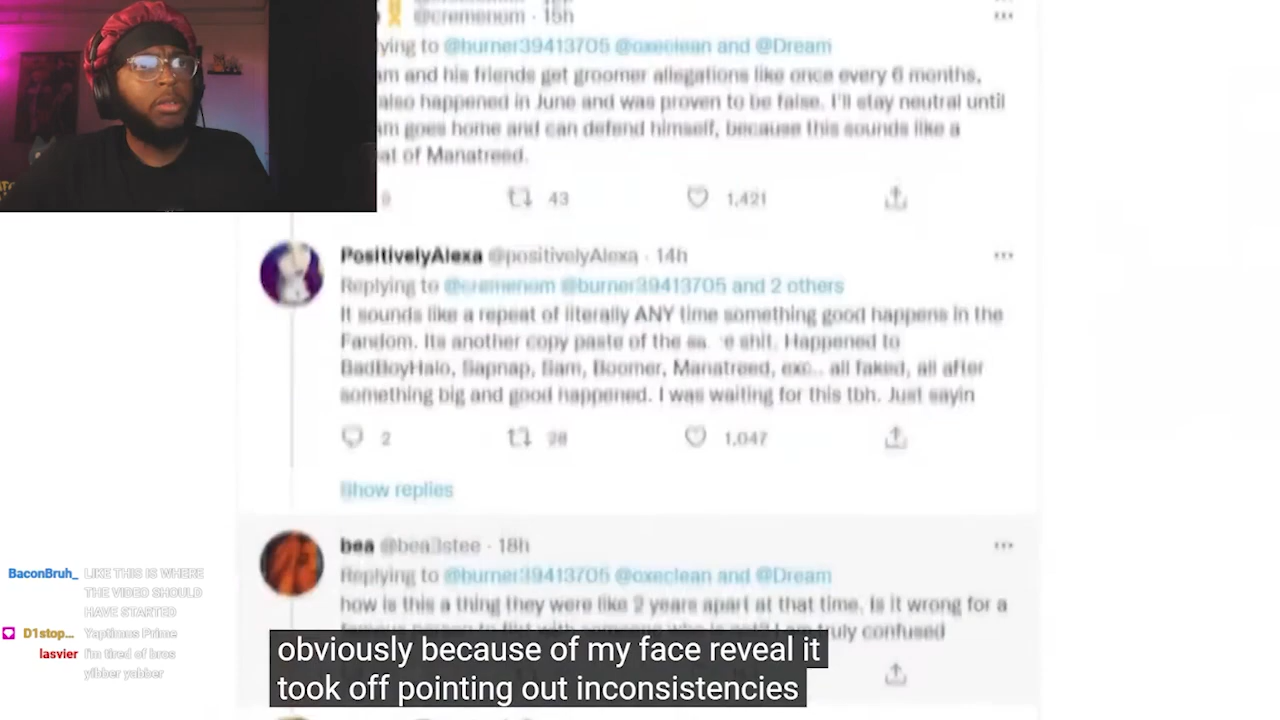 @cremenom · 15h
ying to @burner39413705 @oxeclean and @Dream
am and his friends get groomer allegations like once every 6 months,
also happened in June and was proven to be false. I'll stay neutral until
am goes home and can defend himself, because this sounds like a
at of Manatreed.
43 1,421
PositivelyAlexa @positivelyAlexa · 14h
Replying to @cremenom @burner39413705 and 2 others
It sounds like a repeat of literally ANY time something good happens in the
Fandom. Its another copy paste of the sa e shit. Happened to
BadBoyHalo, Sapnap, Sam, Boomer, Manatreed, exc.. all faked, all after
something big and good happened. I was waiting for this tbh. Just sayin
2 38 1,047
Show replies
bea @bea3stee · 18h
Replying to @burner39413705 @oxeclean and @Dream
how is this a thing they were like 2 years apart at that time. Is it wrong for a
truly confused
obviously because of my face reveal it
took off pointing out inconsistencies
BaconBruh_ LIKE THIS IS WHERE
THE VIDEO SHOULD
HAVE STARTED
D1stop... Yaptimus Prime
lasvier I'm tired of bros
yibber yabber